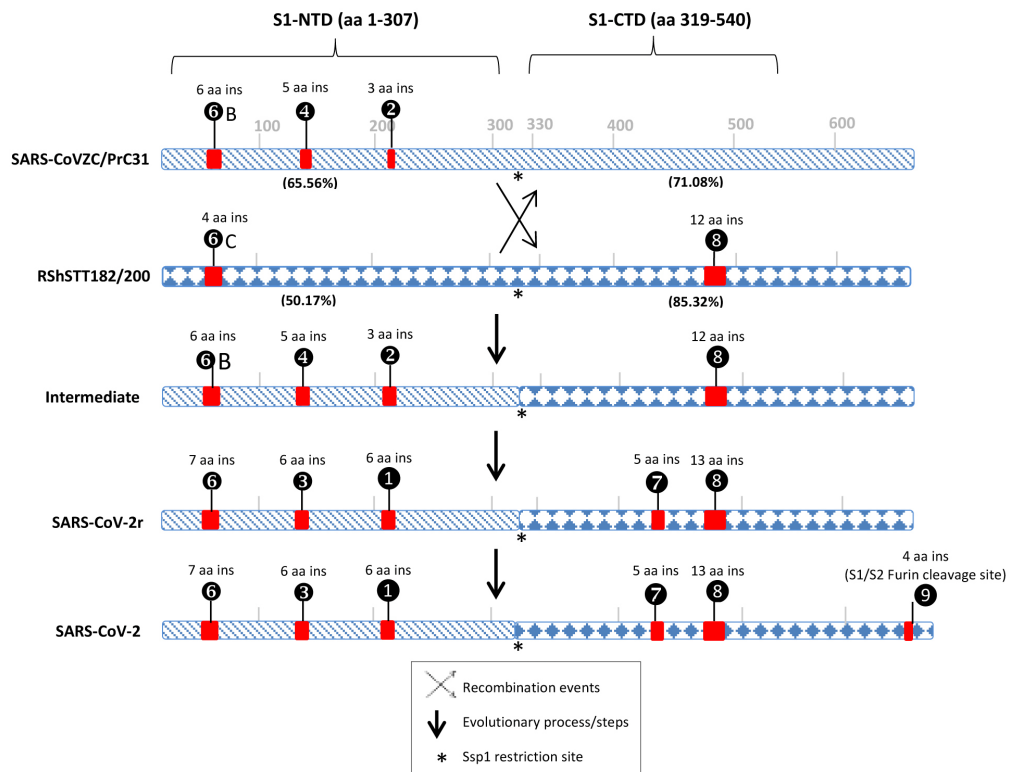 S1-NTD (aa 1-307) S1-CTD (aa 319-540)
6 aa ins 5 aa ins 3 aa ins
6 B 4 2
100 200 300 330 400 500 600
SARS-CoVZC/PrC31
*
(65.56%) (71.08%)
4 aa ins 12 aa ins
6 C 8
RShSTT182/200
*
(50.17%) (85.32%)
6 aa ins 5 aa ins 3 aa ins 12 aa ins
6 B 4 2 8
Intermediate
*
7 aa ins 6 aa ins 6 aa ins 5 aa ins 13 aa ins
6 3 1 7 8
SARS-CoV-2r
*
4 aa ins
(S1/S2 Furin cleavage site)
7 aa ins 6 aa ins 6 aa ins 5 aa ins 13 aa ins
6 3 1 7 8 9
SARS-CoV-2
*
Recombination events
Evolutionary process/steps
* Ssp1 restriction site